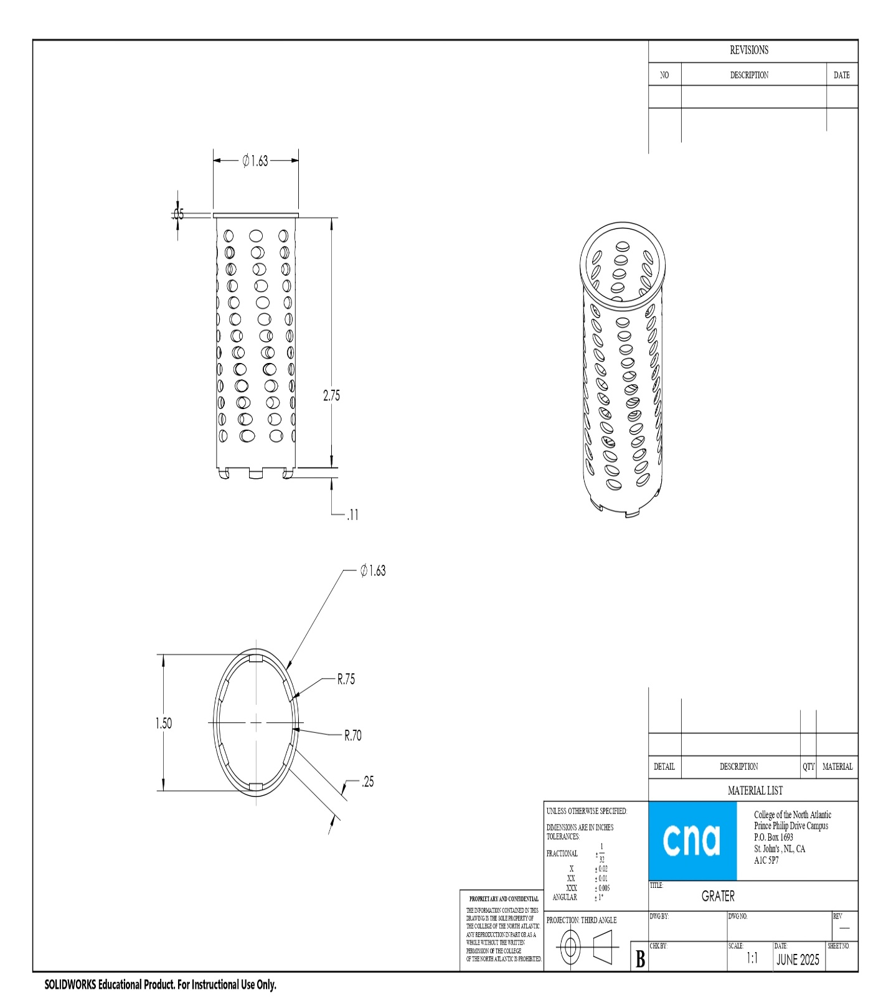 REVISIONS
NO DESCRIPTION DATE
∅1.63
.05
2.75
.11
∅1.63
R.75
1.50
R.70
.25
DETAIL DESCRIPTION QTY MATERIAL
MATERIAL LIST
UNLESS OTHERWISE SPECIFIED:
DIMENSIONS ARE IN INCHES
TOLERANCES:
FRACTIONAL ± 1/32
X ± 0.02
XX ± 0.01
XXX ± 0.005
ANGULAR ± 1°
cna
College of the North Atlantic
Prince Philip Drive Campus
P.O. Box 1693
St. John's , NL, CA
A1C 5P7
TITLE:
GRATER
PROPRIETARY AND CONFIDENTIAL
THE INFORMATION CONTAINED IN THIS
DRAWING IS THE SOLE PROPERTY OF
THE COLLEGE OF THE NORTH ATLANTIC.
ANY REPRODUCTION IN PART OR AS A
WHOLE WITHOUT THE WRITTEN
PERMISSION OF THE COLLEGE
OF THE NORTH ATLANTIC IS PROHIBITED.
PROJECTION: THIRD ANGLE
DWG BY: DWG NO. REV
—
B
CHK BY: SCALE: DATE: SHEET NO.
1:1 JUNE 2025
SOLIDWORKS Educational Product. For Instructional Use Only.